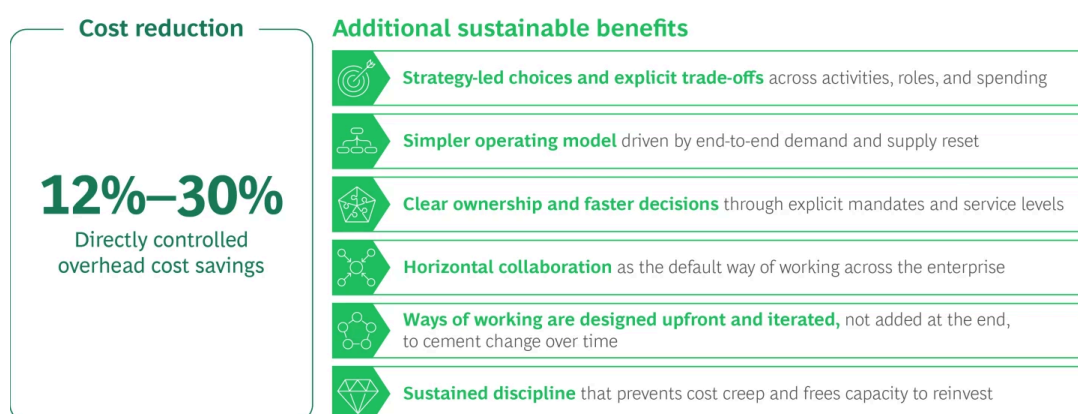 Cost reduction
12%–30%
Directly controlled
overhead cost savings
Additional sustainable benefits
Strategy-led choices and explicit trade-offs across activities, roles, and spending
Simpler operating model driven by end-to-end demand and supply reset
Clear ownership and faster decisions through explicit mandates and service levels
Horizontal collaboration as the default way of working across the enterprise
Ways of working are designed upfront and iterated, not added at the end,
to cement change over time
Sustained discipline that prevents cost creep and frees capacity to reinvest